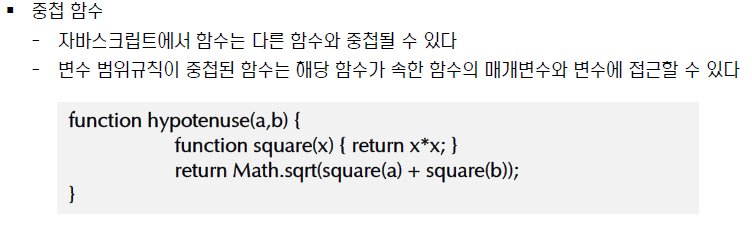 ▪ 중첩 함수
– 자바스크립트에서 함수는 다른 함수와 중첩될 수 있다
– 변수 범위규칙이 중첩된 함수는 해당 함수가 속한 함수의 매개변수와 변수에 접근할 수 있다
function hypotenuse(a,b) {
function square(x) { return x*x; }
return Math.sqrt(square(a) + square(b));
}